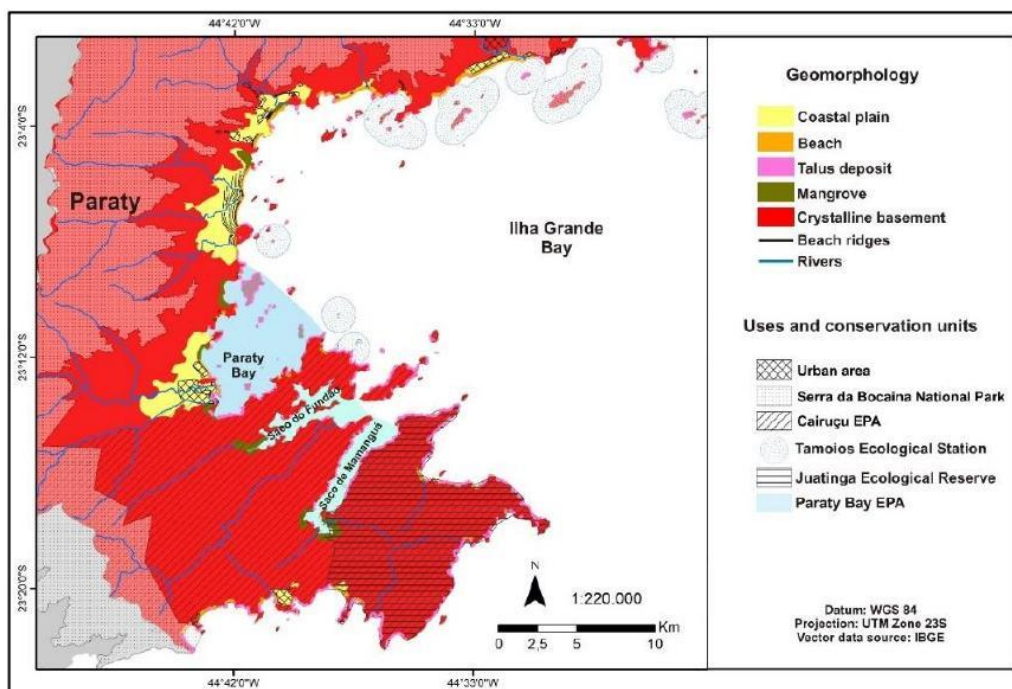 44°42'0"W
44°33'0"W
23°4'0"S
23°12'0"S
23°20'0"S
Paraty
Ilha Grande
Bay
Paraty
Bay
Saco do Fundão
Saco de Mamanguá
N
1:220.000
Km
0 2,5 5 10
44°42'0"W
44°33'0"W
Geomorphology
Coastal plain
Beach
Talus deposit
Mangrove
Crystalline basement
Beach ridges
Rivers
Uses and conservation units
Urban area
Serra da Bocaina National Park
Cairuçu EPA
Tamoios Ecological Station
Juatinga Ecological Reserve
Paraty Bay EPA
Datum: WGS 84
Projection: UTM Zone 23S
Vector data source: IBGE